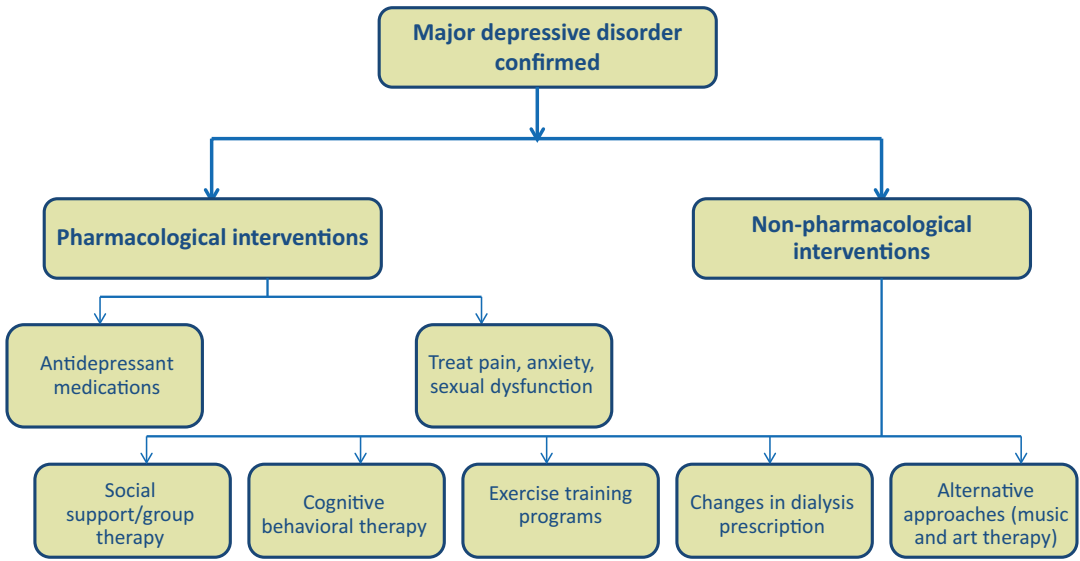 Major depressive disorder
confirmed
Pharmacological interventions
Non-pharmacological
interventions
Antidepressant
medications
Treat pain, anxiety,
sexual dysfunction
Social
support/group
therapy
Cognitive
behavioral therapy
Exercise training
programs
Changes in dialysis
prescription
Alternative
approaches (music
and art therapy)